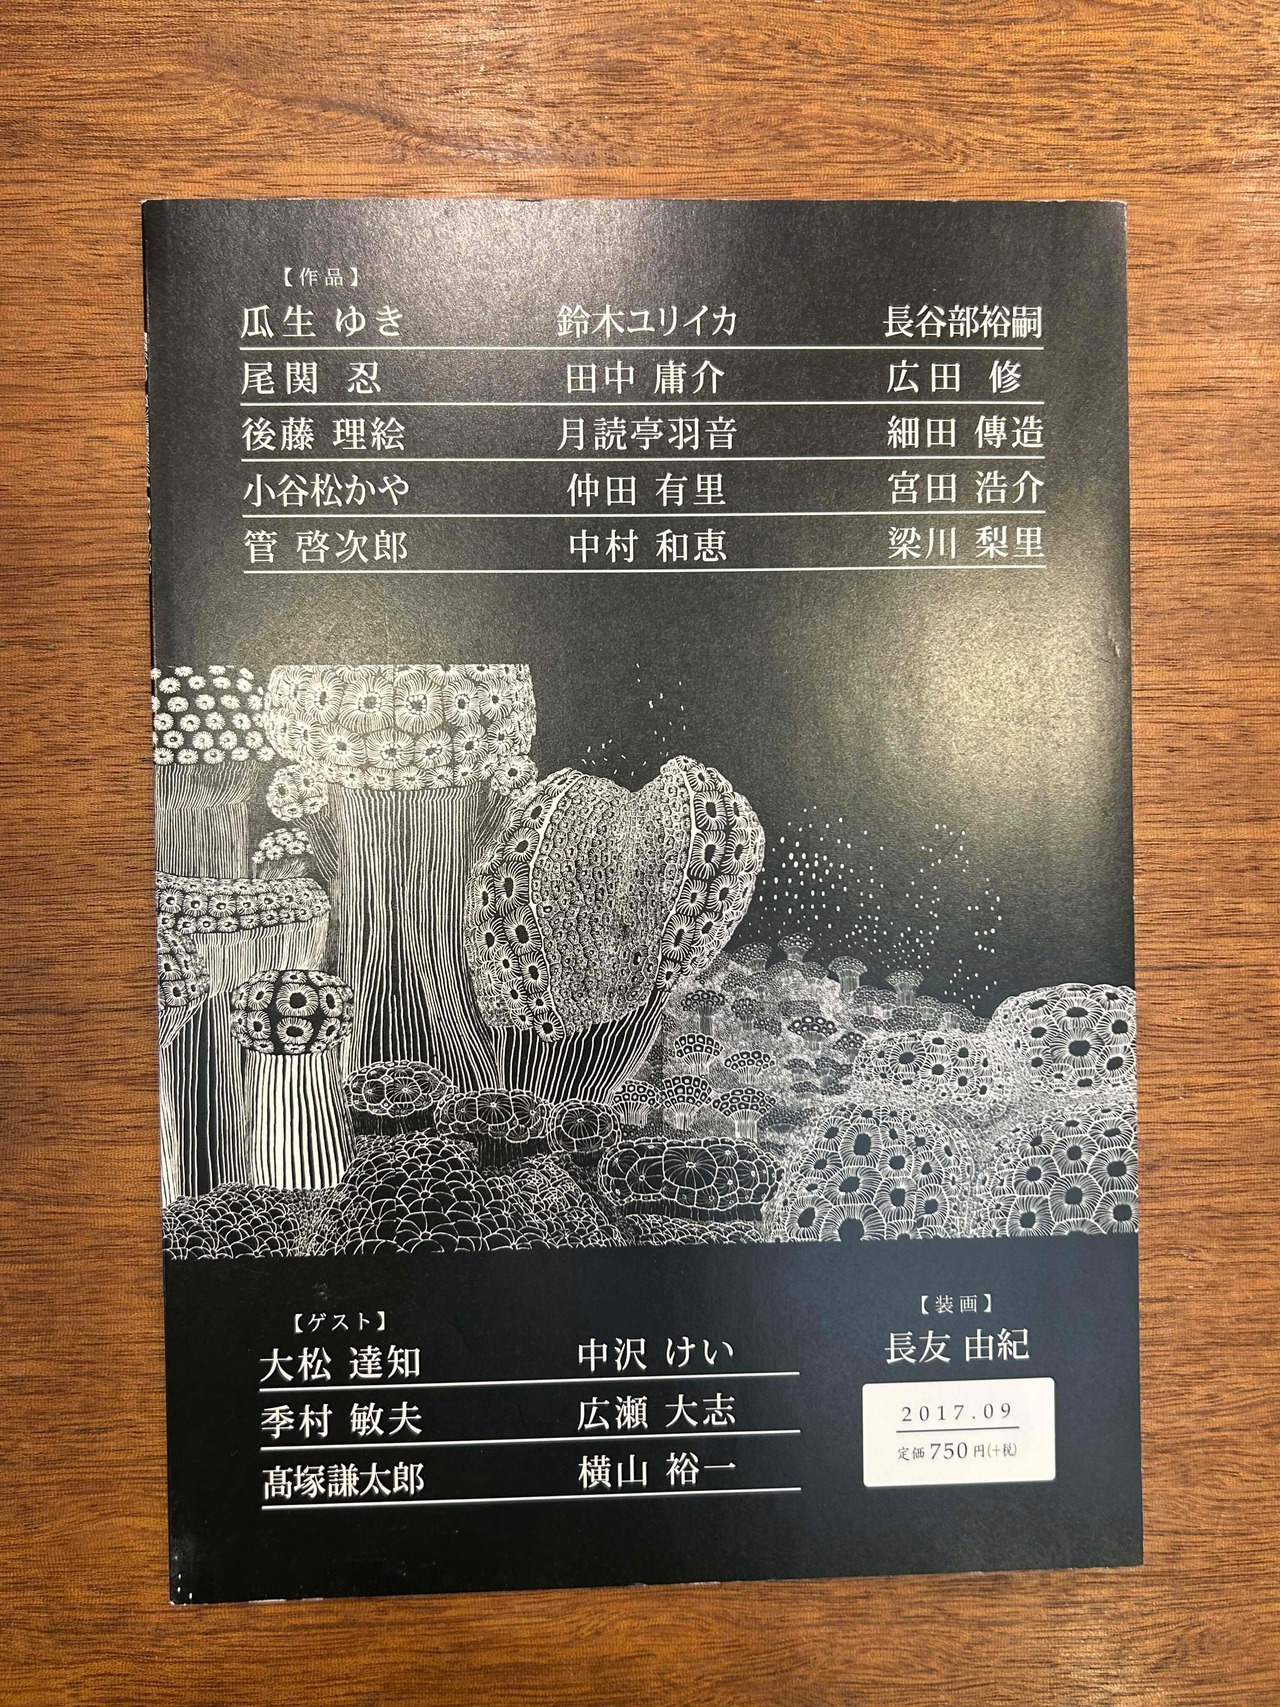 【作品】
瓜生 ゆき 鈴木ユリイカ 長谷部裕嗣
尾関 忍 田中 庸介 広田 修
後藤 理絵 月読亭羽音 細田 傳造
小谷松かや 仲田 有里 宮田 浩介
管 啓次郎 中村 和恵 梁川 梨里
【ゲスト】
大松 達知 中沢 けい
季村 敏夫 広瀬 大志
髙塚謙太郎 横山 裕一
【装画】
長友 由紀
2017.09
定価750円(+税)